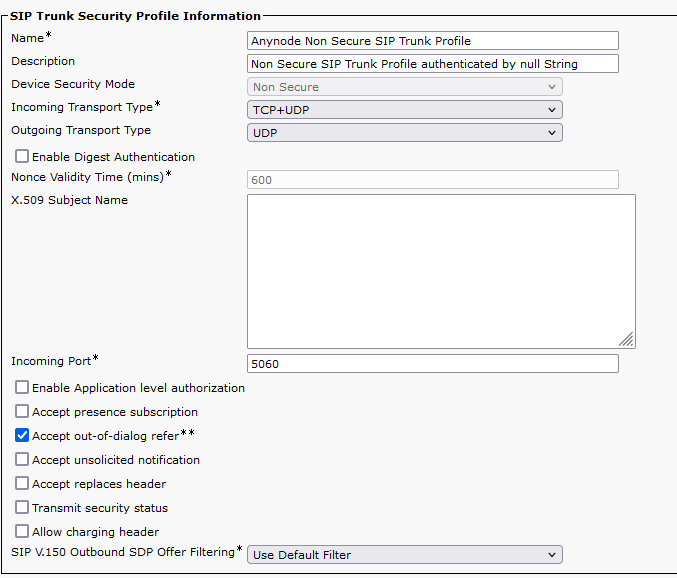 SIP Trunk Security Profile Information
Name* Anynode Non Secure SIP Trunk Profile
Description Non Secure SIP Trunk Profile authenticated by null String
Device Security Mode Non Secure
Incoming Transport Type* TCP+UDP
Outgoing Transport Type UDP
Enable Digest Authentication
Nonce Validity Time (mins)* 600
X.509 Subject Name
Incoming Port* 5060
Enable Application level authorization
Accept presence subscription
Accept out-of-dialog refer**
Accept unsolicited notification
Accept replaces header
Transmit security status
Allow charging header
SIP V.150 Outbound SDP Offer Filtering* Use Default Filter